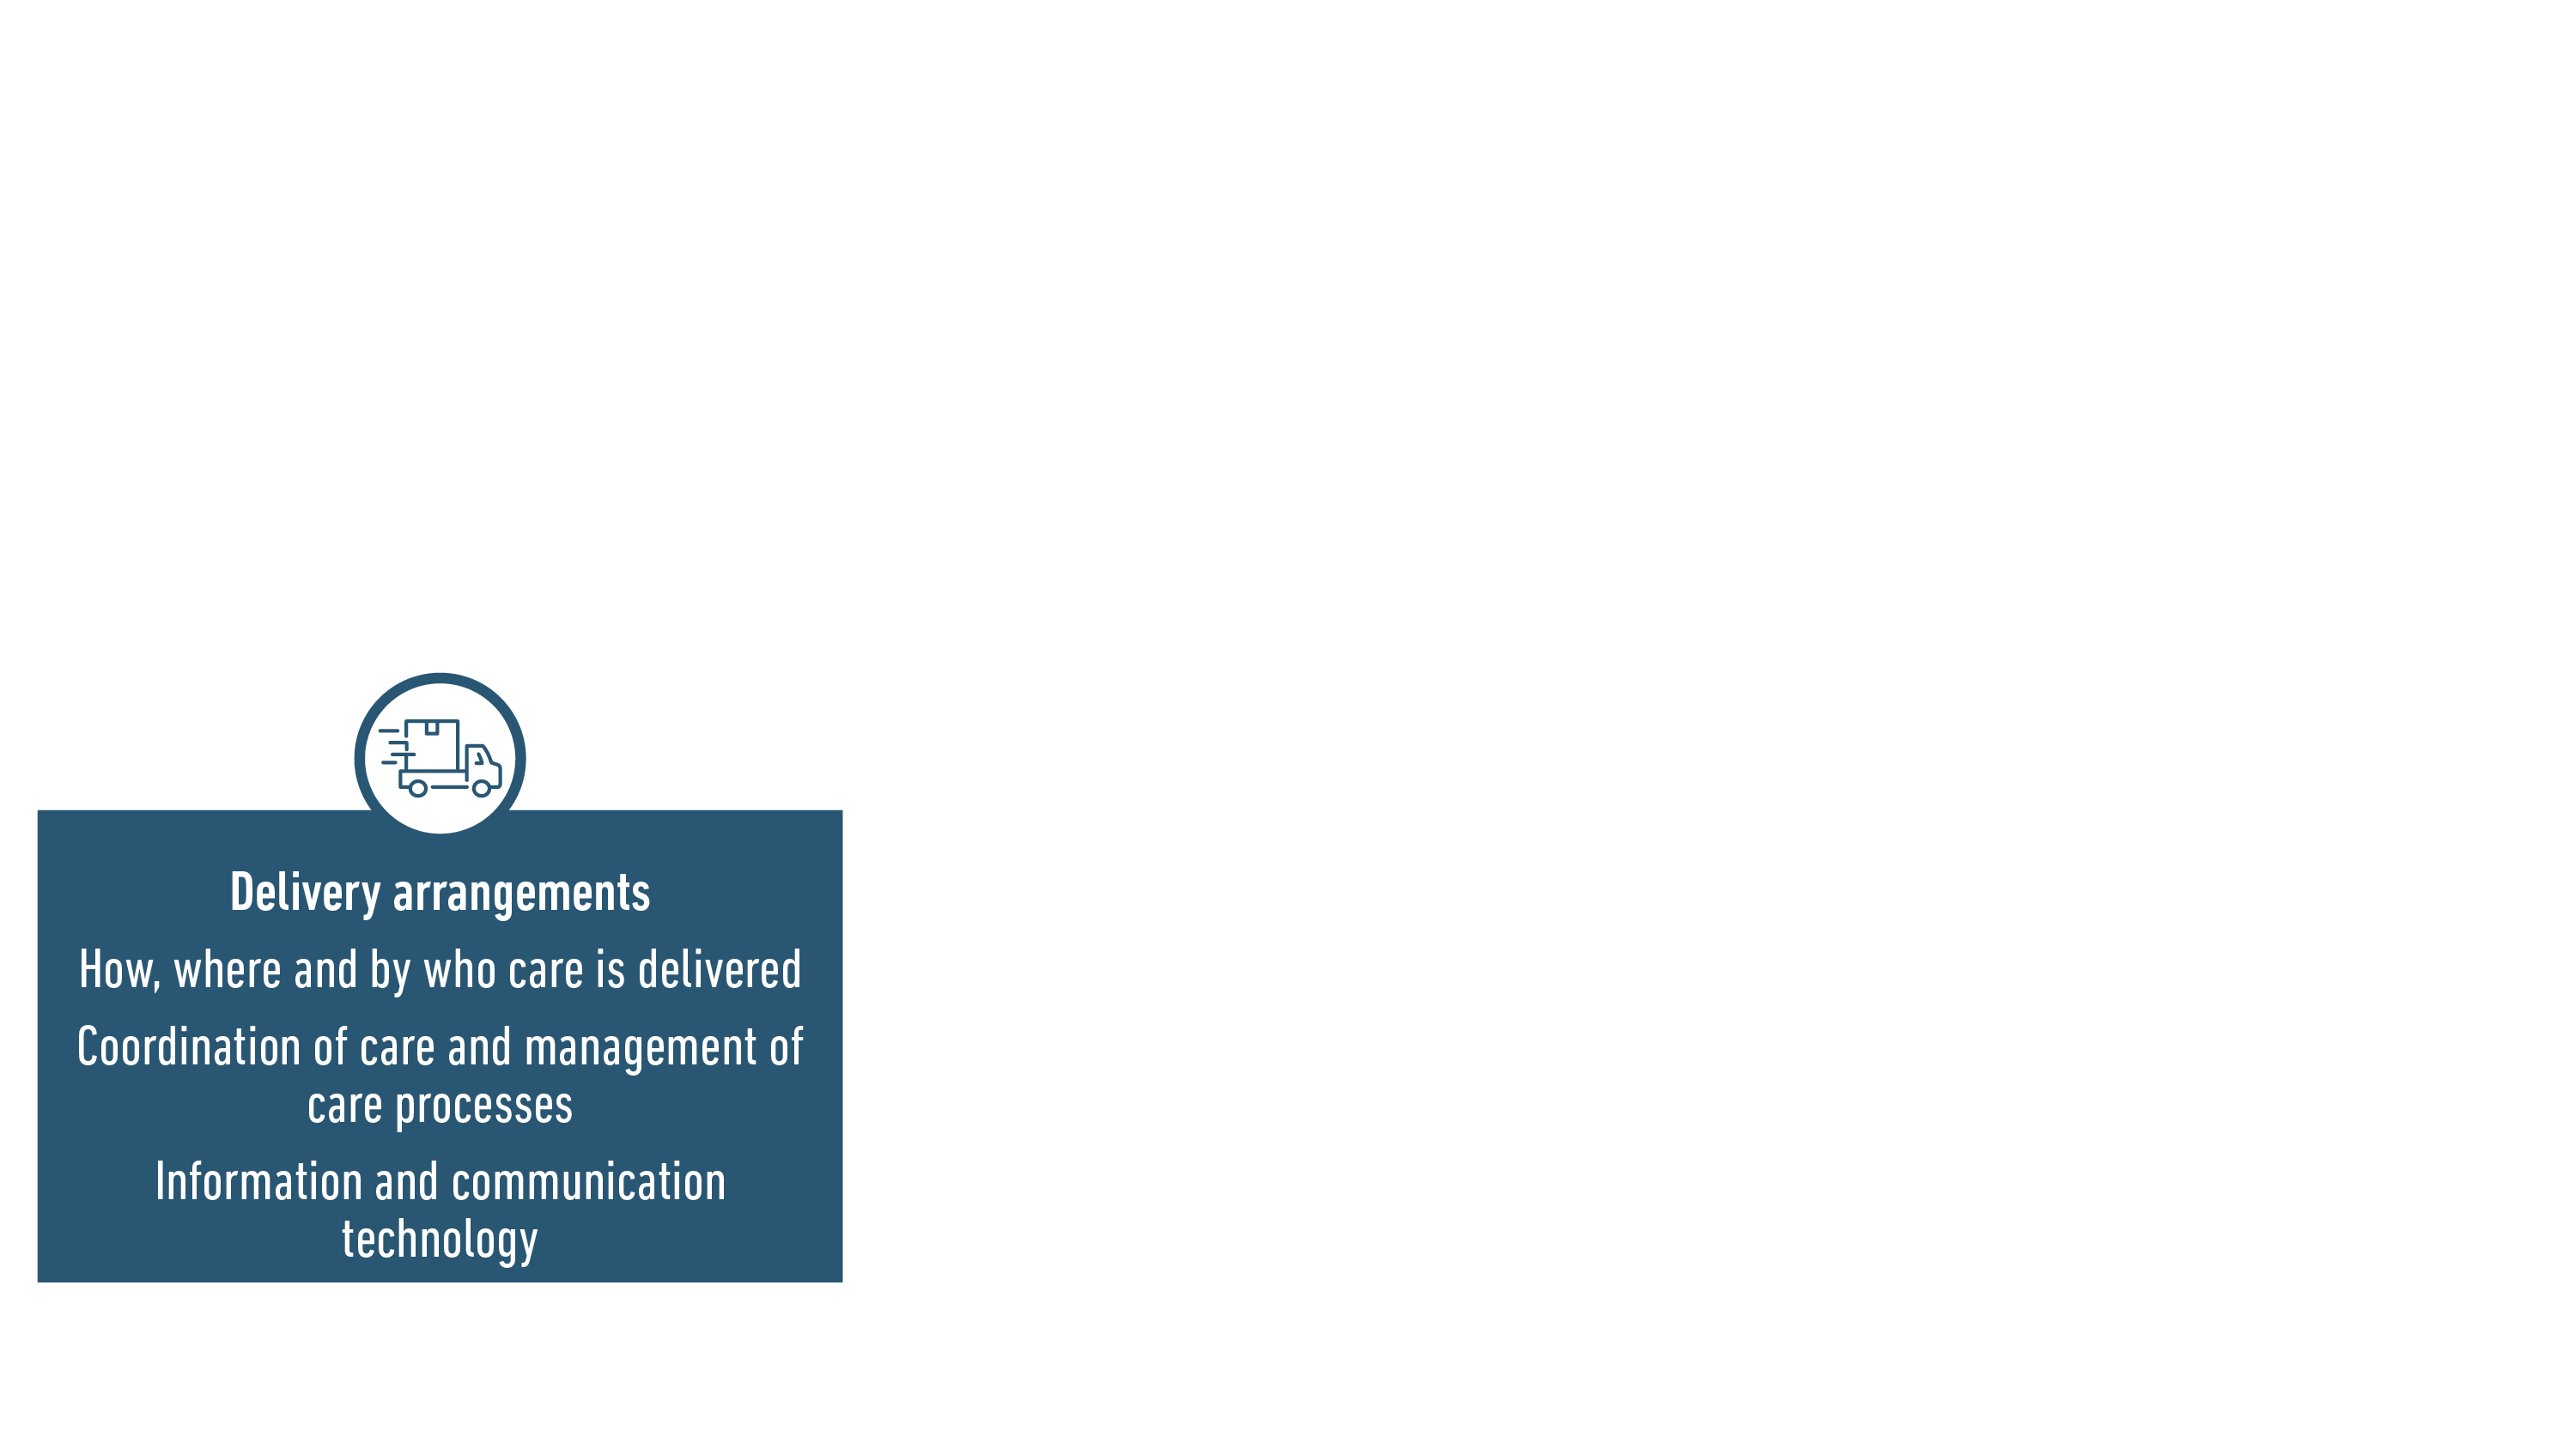 Delivery arrangements
How, where and by who care is delivered
Coordination of care and management of
care processes
Information and communication
technology